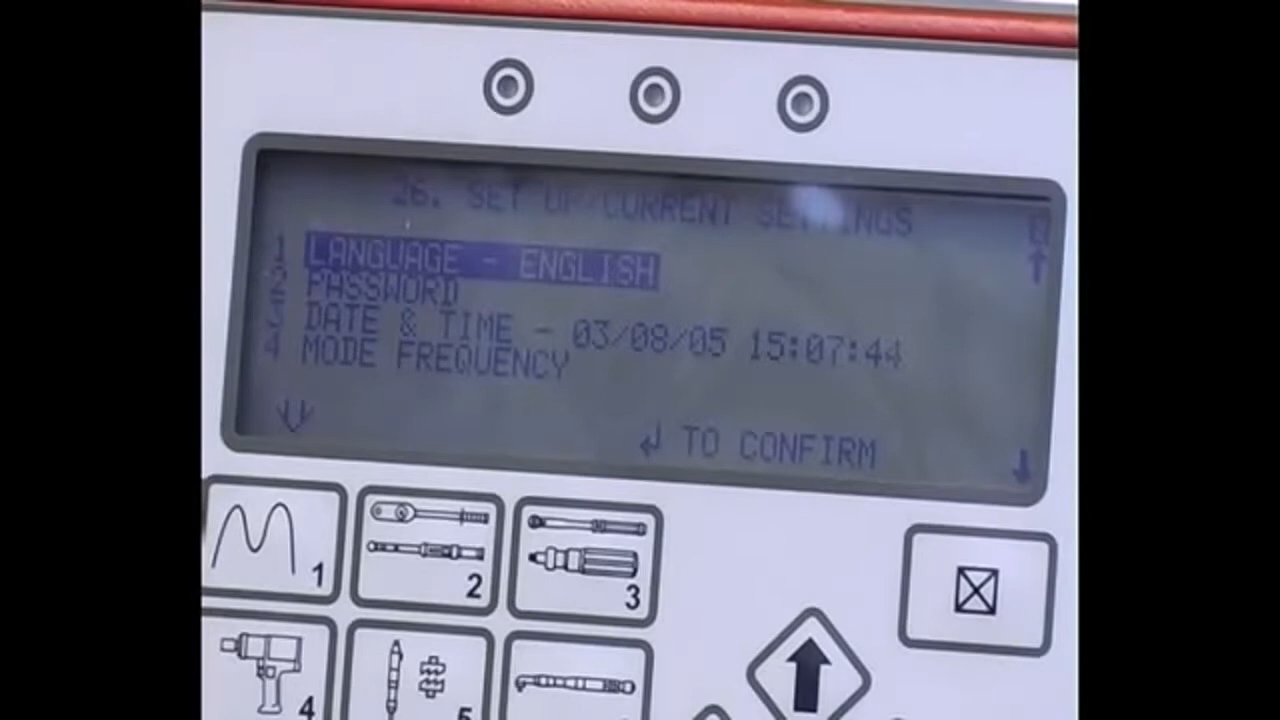 26. SET UP/CURRENT SETTINGS
1 LANGUAGE - ENGLISH
2 PASSWORD
3 DATE & TIME - 03/08/05 15:07:44
4 MODE FREQUENCY
↲ TO CONFIRM
1 2 3
4 5